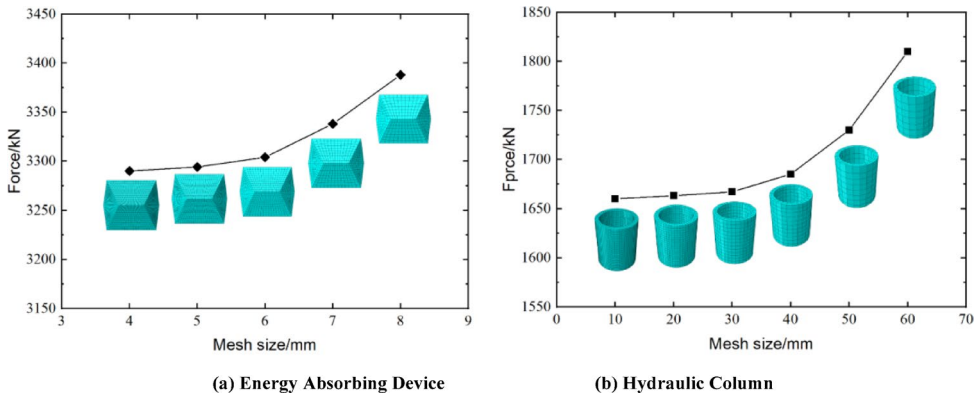 3450
3400
3350
3300
3250
3200
3150
Force/kN
3 4 5 6 7 8 9
Mesh size/mm
(a) Energy Absorbing Device
1850
1800
1750
1700
1650
1600
1550
Fprce/kN
0 10 20 30 40 50 60 70
Mesh size/mm
(b) Hydraulic Column